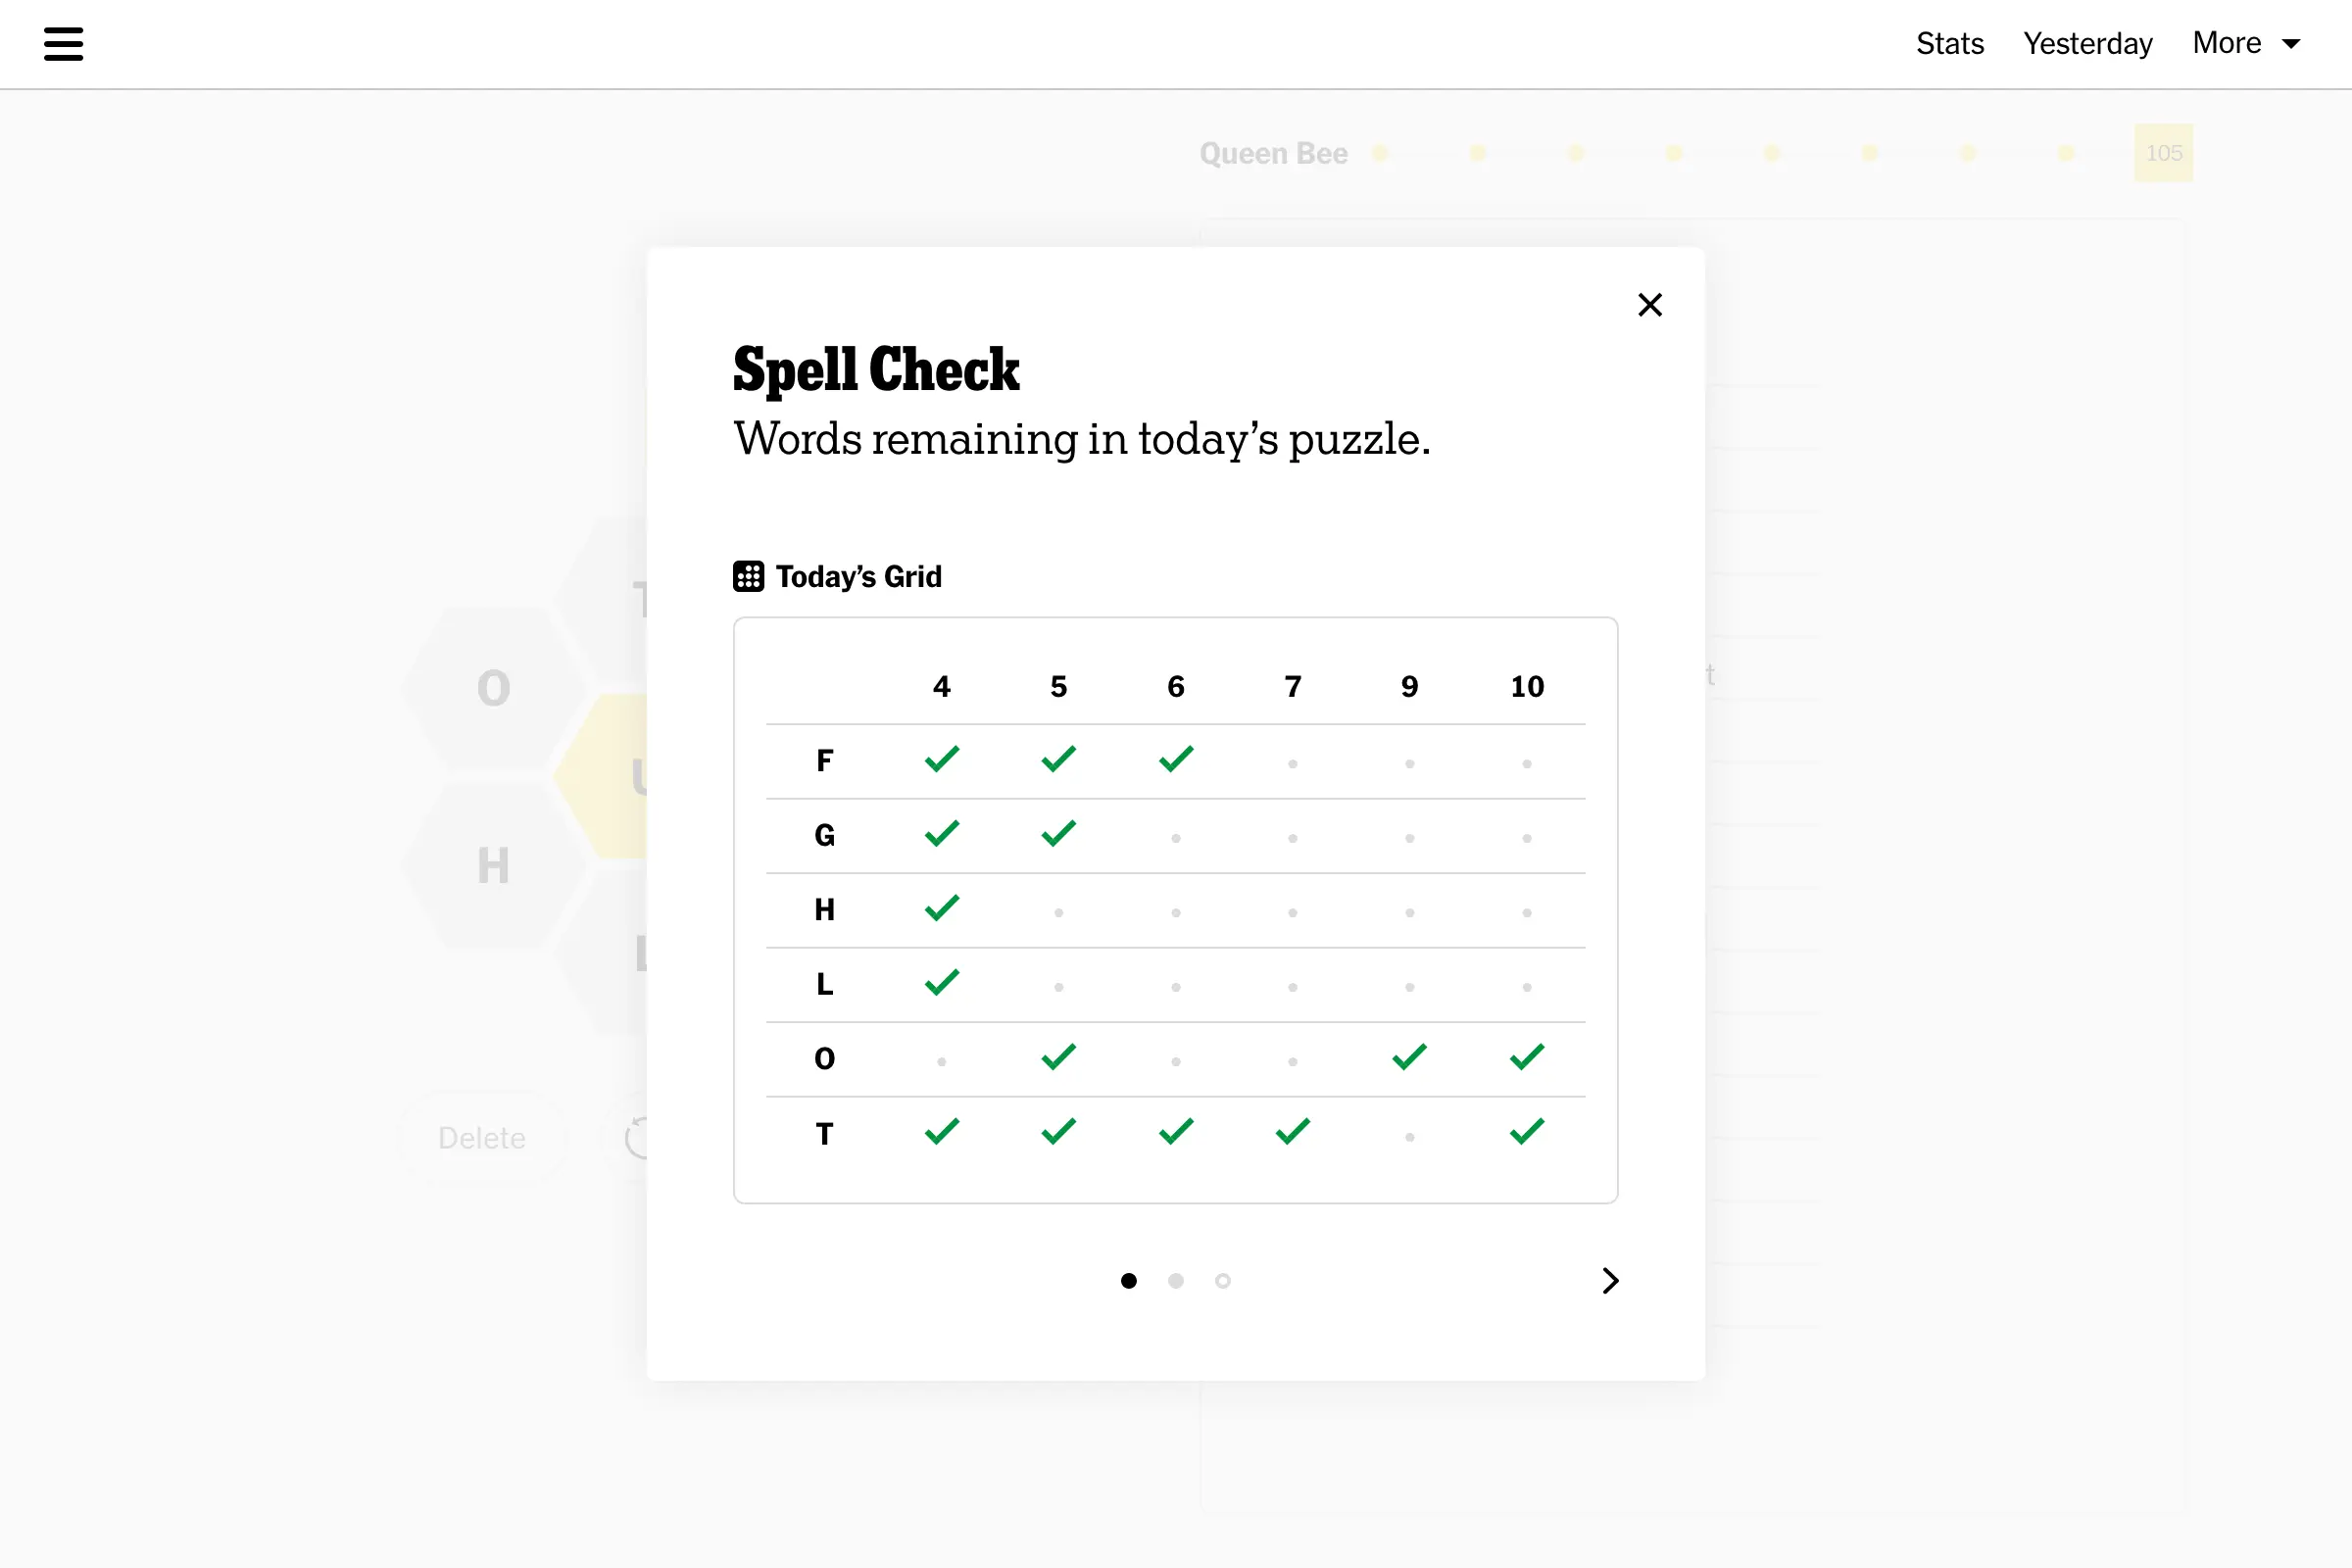 Stats Yesterday More
Queen Bee 105
Spell Check
Words remaining in today’s puzzle.
Today’s Grid
4 5 6 7 9 10
F
G
H
L
O
T
O
H
Delete